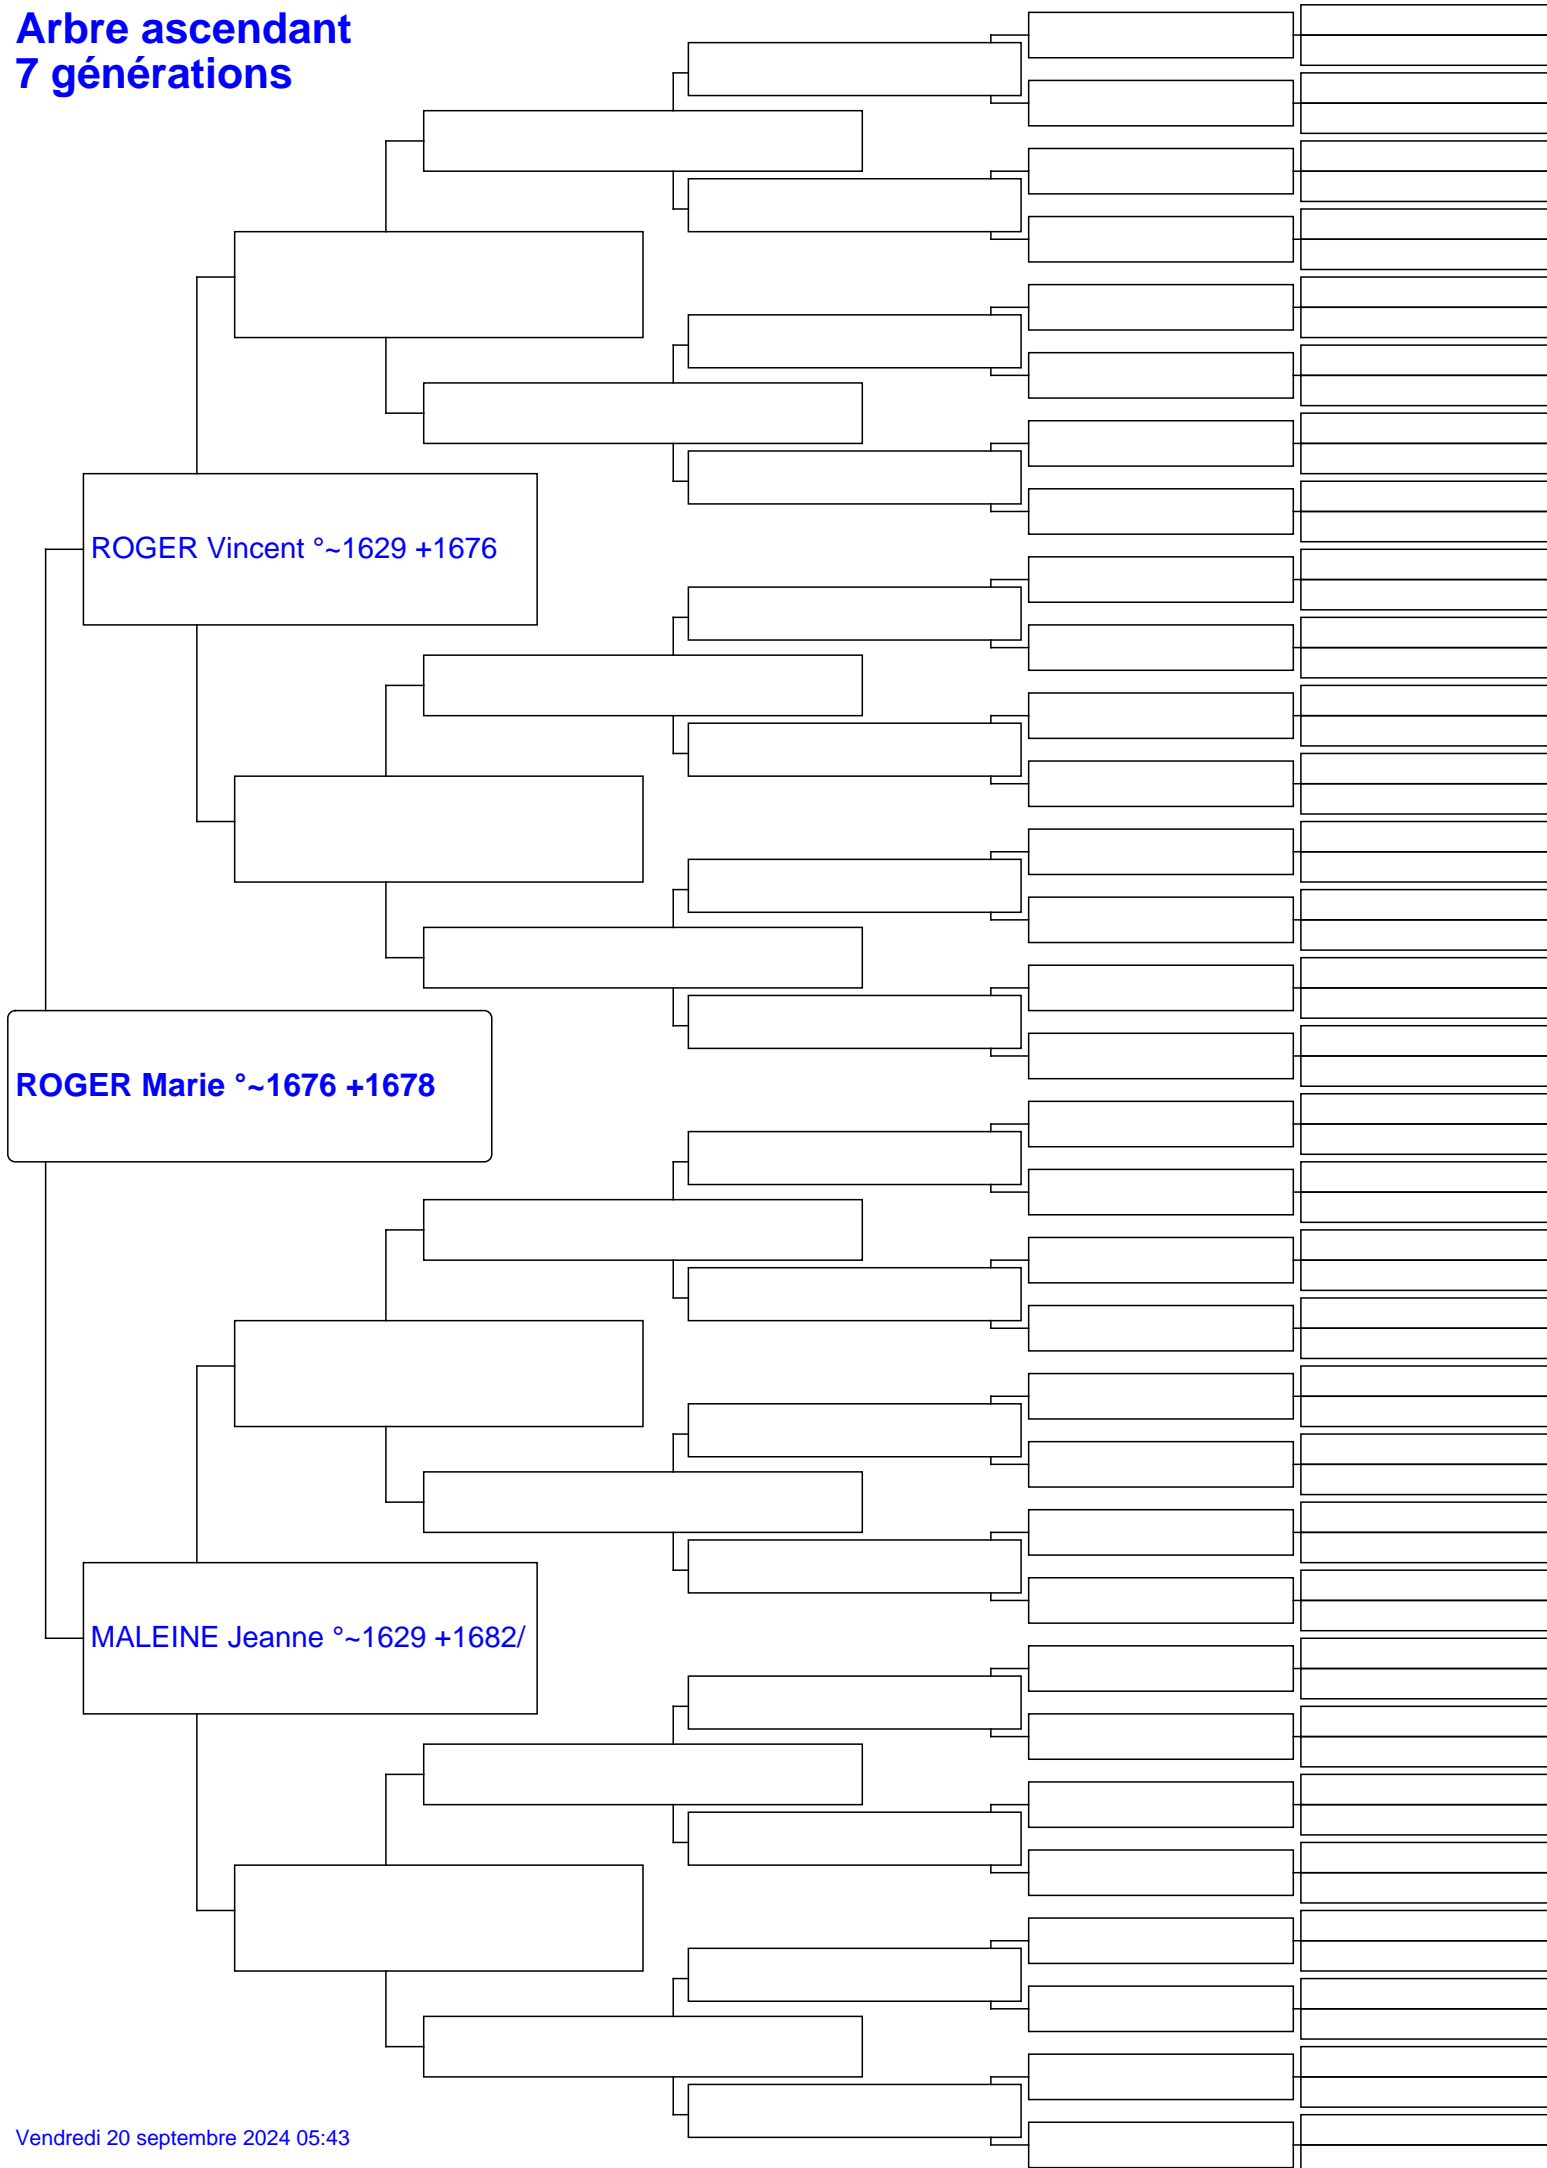 Arbre ascendant
7 générations
ROGER Vincent °~1629 +1676
ROGER Marie °~1676 +1678
MALEINE Jeanne °~1629 +1682/
Vendredi 20 septembre 2024 05:43